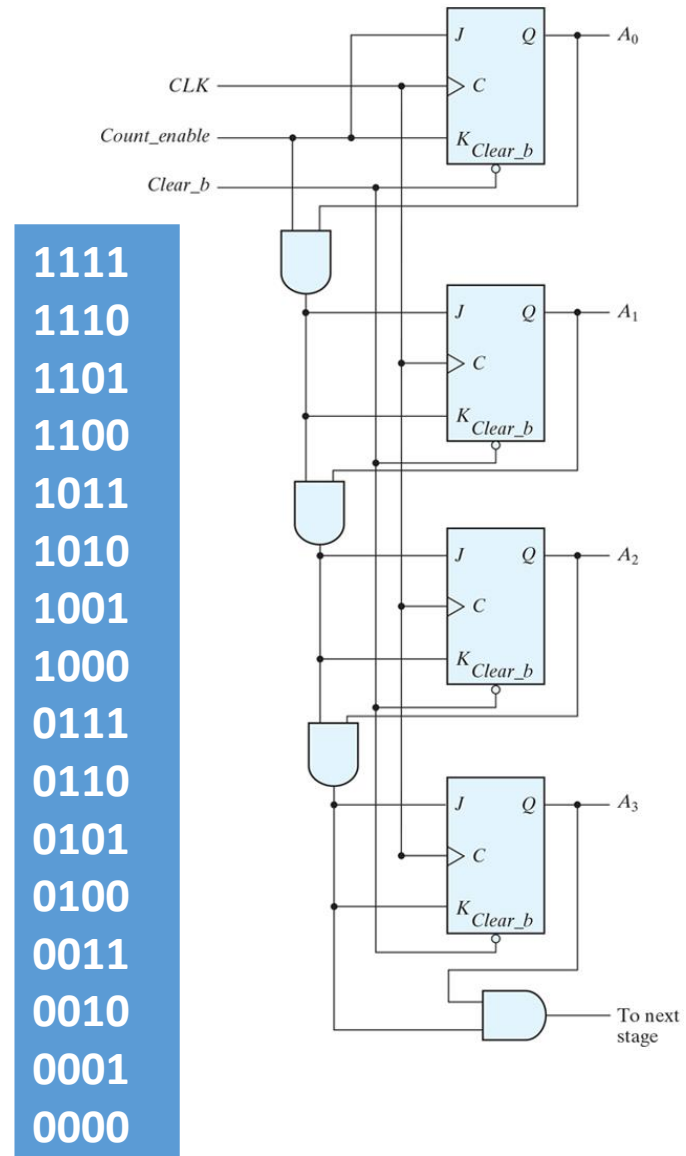 J Q A0
CLK C
Count_enable K
Clear_b Clear_b
1111
1110
1101
1100
1011
1010
1001
1000
0111
0110
0101
0100
0011
0010
0001
0000
J Q A1
C
K
Clear_b
J Q A2
C
K
Clear_b
J Q A3
C
K
Clear_b
To next
stage